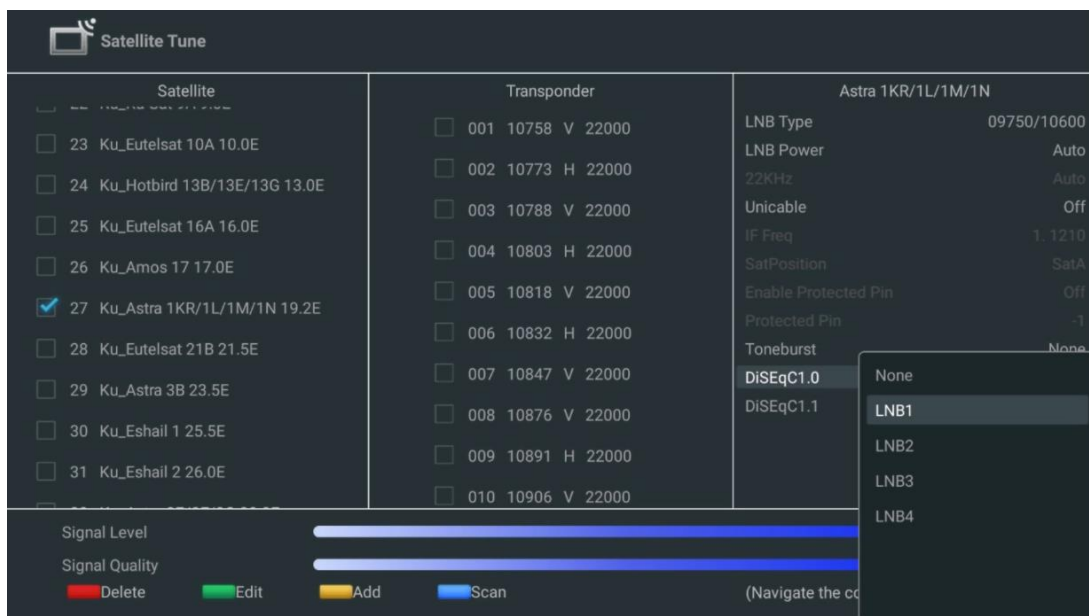 Satellite Tune
Satellite
23 Ku_Eutelsat 10A 10.0E
24 Ku_Hotbird 13B/13E/13G 13.0E
25 Ku_Eutelsat 16A 16.0E
26 Ku_Amos 17 17.0E
27 Ku_Astra 1KR/1L/1M/1N 19.2E
28 Ku_Eutelsat 21B 21.5E
29 Ku_Astra 3B 23.5E
30 Ku_Eshail 1 25.5E
31 Ku_Eshail 2 26.0E
Transponder
001 10758 V 22000
002 10773 H 22000
003 10788 V 22000
004 10803 H 22000
005 10818 V 22000
006 10832 H 22000
007 10847 V 22000
008 10876 V 22000
009 10891 H 22000
010 10906 V 22000
Astra 1KR/1L/1M/1N
LNB Type 09750/10600
LNB Power Auto
22KHz Auto
Unicable Off
IF Freq 1. 1210
SatPosition SatA
Enable Protected Pin Off
Protected Pin -1
Toneburst None
DiSEqC1.0
DiSEqC1.1
None
LNB1
LNB2
LNB3
LNB4
Signal Level
Signal Quality
Delete Edit Add Scan (Navigate the